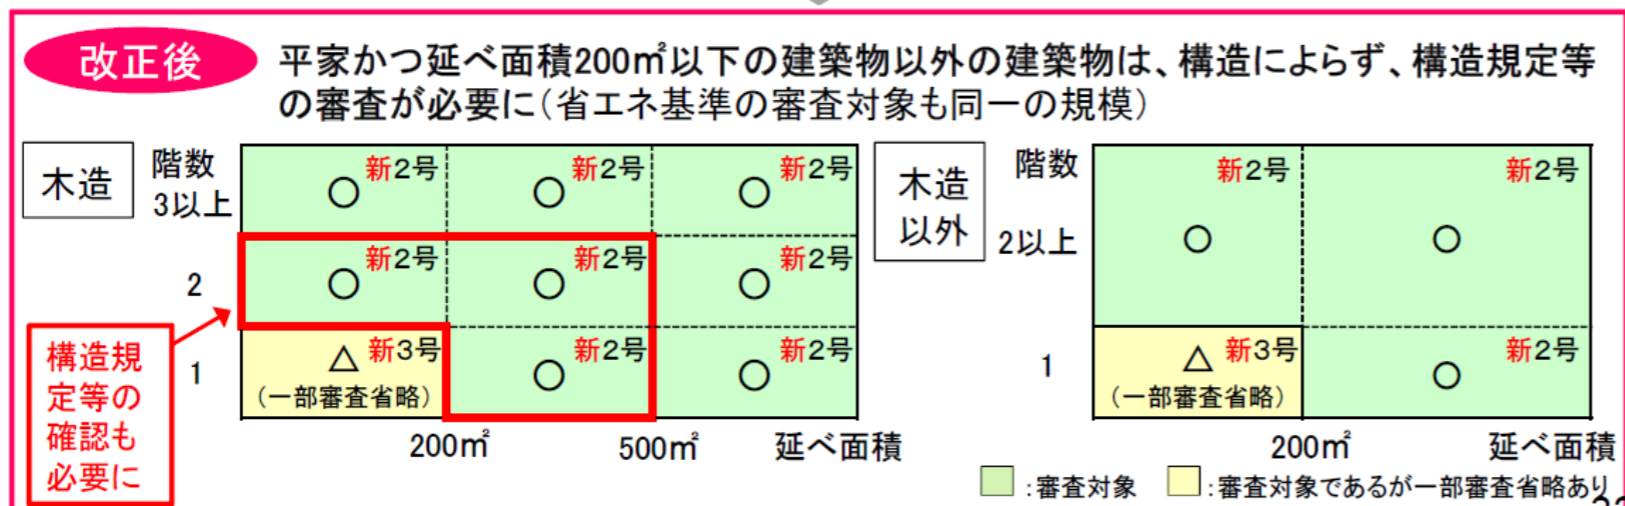 改正後
平家かつ延べ面積200㎡以下の建築物以外の建築物は、構造によらず、構造規定等
の審査が必要に(省エネ基準の審査対象も同一の規模)
木造
階数
3以上
2
1
○ 新2号
○ 新2号
○ 新2号
○ 新2号
○ 新2号
○ 新2号
△ 新3号
(一部審査省略)
○ 新2号
○ 新2号
200㎡
500㎡
延べ面積
構造規
定等の
確認も
必要に
木造
以外
階数
2以上
1
新2号
○
新2号
○
△ 新3号
(一部審査省略)
新2号
○
200㎡
延べ面積
:審査対象
:審査対象であるが一部審査省略あり